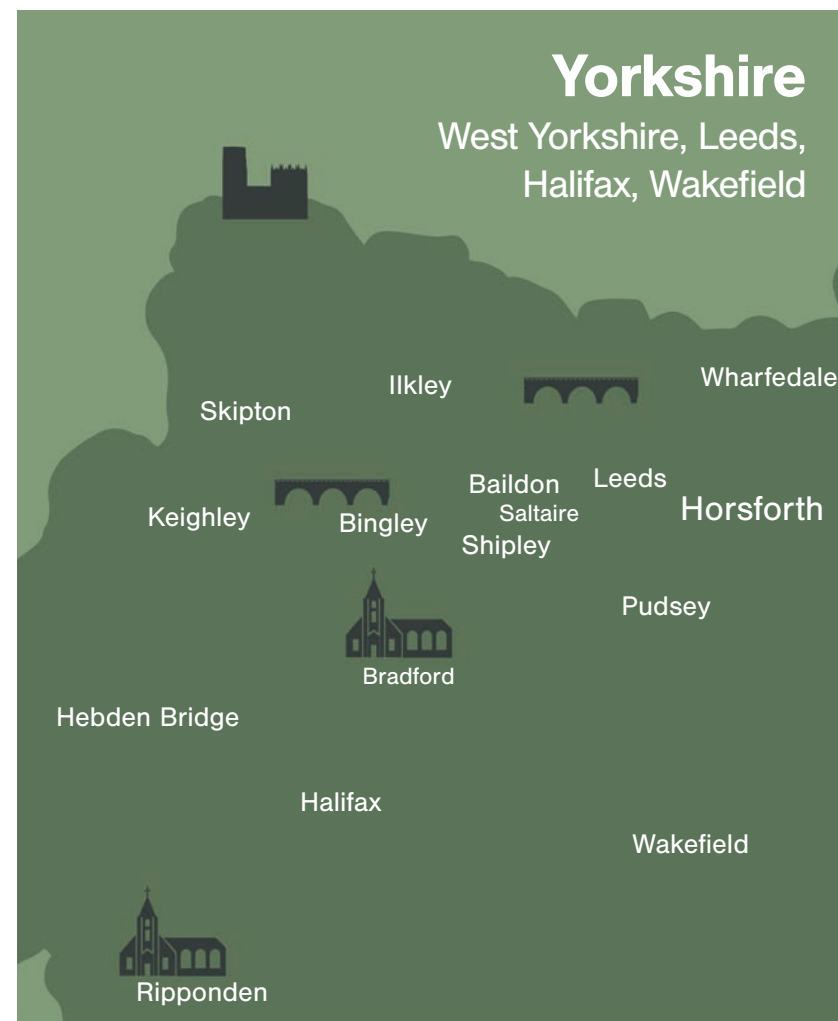 Yorkshire
West Yorkshire, Leeds,
Halifax, Wakefield
Wharfedale
Ilkley
Skipton
Leeds
Baildon
Horsforth
Saltaire
Keighley
Bingley
Shipley
Pudsey
Bradford
Hebden Bridge
Halifax
Wakefield
Ripponden